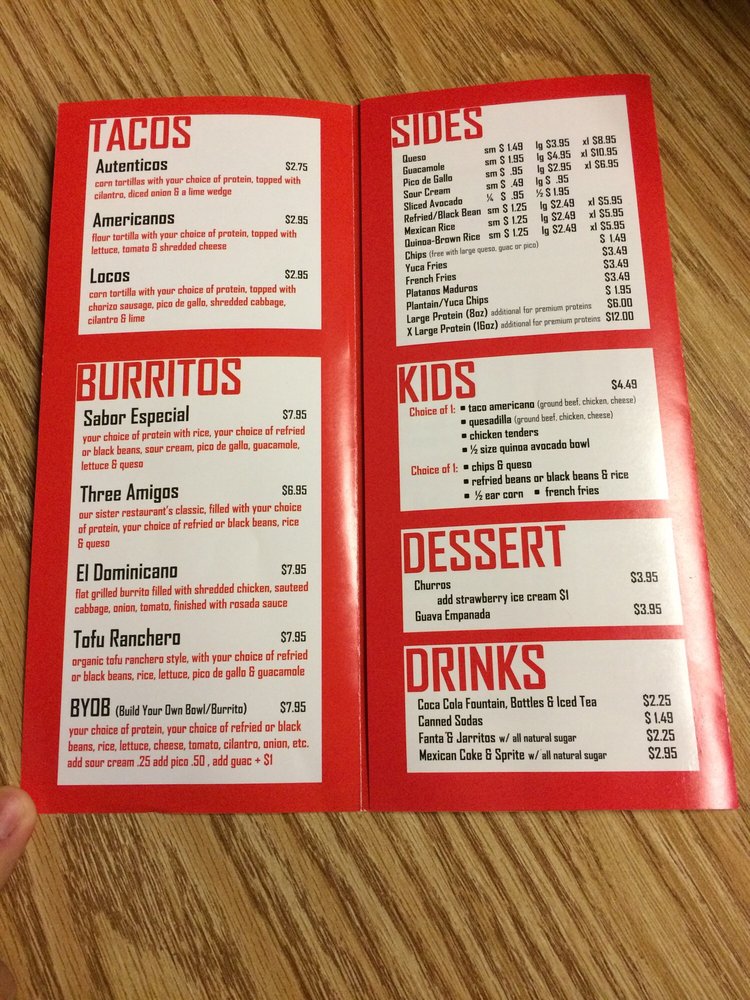 TACOS
Autenticos $2.75
corn tortillas with your choice of protein, topped with
cilantro, diced onion & a lime wedge
Americanos $2.95
flour tortilla with your choice of protein, topped with
lettuce, tomato & shredded cheese
Locos $2.95
corn tortilla with your choice of protein, topped with
chorizo sausage, pico de gallo, shredded cabbage,
cilantro & lime
BURRITOS
Sabor Especial $7.95
your choice of protein with rice, your choice of refried
or black beans, sour cream, pico de gallo, guacamole,
lettuce & queso
Three Amigos $6.95
our sister restaurant's classic, filled with your choice
of protein, your choice of refried or black beans, rice
& queso
El Dominicano $7.95
flat grilled burrito filled with shredded chicken, sauteed
cabbage, onion, tomato, finished with rosada sauce
Tofu Ranchero $7.95
organic tofu ranchero style, with your choice of refried
or black beans, rice, lettuce, pico de gallo & guacamole
BYOB (Build Your Own Bowl/Burrito) $7.95
your choice of protein, your choice of refried or black
beans, rice, lettuce, cheese, tomato, cilantro, onion, etc.
add sour cream .25 add pico .50 , add guac + $1
SIDES
Queso sm $ 1.49 lg $3.95 xl $8.95
Guacamole sm $ 1.95 lg $4.95 xl $10.95
Pico de Gallo sm $ .95 lg $2.95 xl $6.95
Sour Cream sm $ .49 lg $ .95
Sliced Avocado ¼ $ .95 ½ $ 1.95
Refried/Black Bean sm $ 1.25 lg $2.49 xl $5.95
Mexican Rice sm $ 1.25 lg $2.49 xl $5.95
Quinoa-Brown Rice sm $ 1.25 lg $2.49 xl $5.95
Chips (free with large queso, guac or pico) $ 1.49
Yuca Fries $3.49
French Fries $3.49
Platanos Maduros $3.49
Plantain/Yuca Chips $ 1.95
Large Protein (8oz) additional for premium proteins $6.00
X Large Protein (16oz) additional for premium proteins $12.00
KIDS $4.49
Choice of 1: ▪ taco americano (ground beef, chicken, cheese)
▪ quesadilla (ground beef, chicken, cheese)
▪ chicken tenders
▪ ½ size quinoa avocado bowl
Choice of 1: ▪ chips & queso
▪ refried beans or black beans & rice
▪ ½ ear corn ▪ french fries
DESSERT
Churros $3.95
add strawberry ice cream $1
Guava Empanada $3.95
DRINKS
Coca Cola Fountain, Bottles & Iced Tea $2.25
Canned Sodas $ 1.49
Fanta & Jarritos w/ all natural sugar $2.25
Mexican Coke & Sprite w/ all natural sugar $2.95